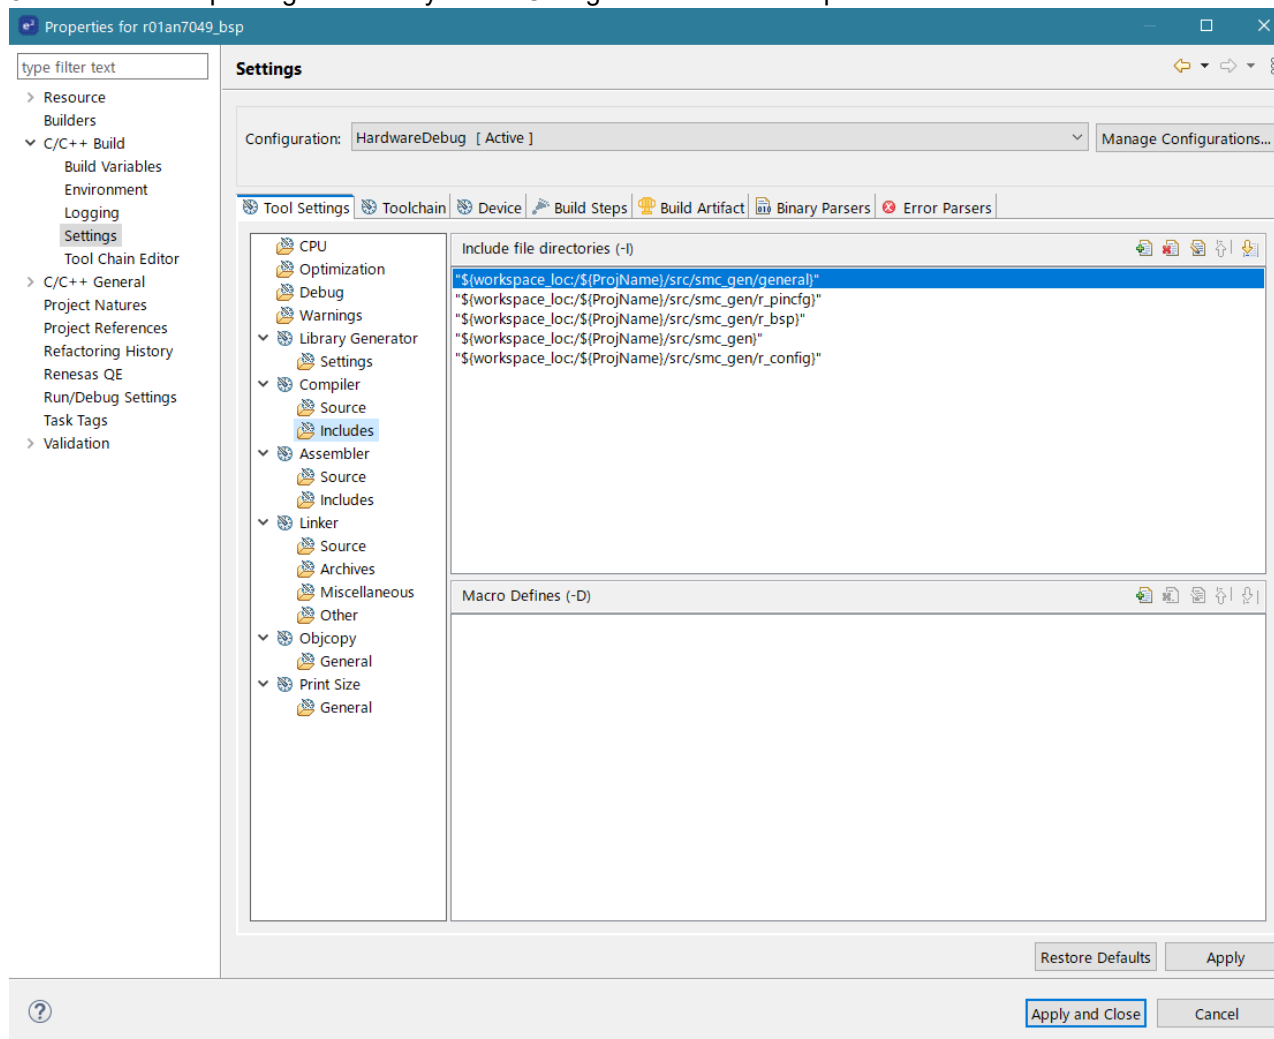 Properties for r01an7049_bsp
type filter text
Resource
Builders
C/C++ Build
Build Variables
Environment
Logging
Settings
Tool Chain Editor
C/C++ General
Project Natures
Project References
Refactoring History
Renesas QE
Run/Debug Settings
Task Tags
Validation
Settings
Configuration: HardwareDebug [ Active ] Manage Configurations...
Tool Settings Toolchain Device Build Steps Build Artifact Binary Parsers Error Parsers
CPU
Optimization
Debug
Warnings
Library Generator
Settings
Compiler
Source
Includes
Assembler
Source
Includes
Linker
Source
Archives
Miscellaneous
Other
Objcopy
General
Print Size
General
Include file directories (-I)
"${workspace_loc:/${ProjName}/src/smc_gen/general}"
"${workspace_loc:/${ProjName}/src/smc_gen/r_pincfg}"
"${workspace_loc:/${ProjName}/src/smc_gen/r_bsp}"
"${workspace_loc:/${ProjName}/src/smc_gen}"
"${workspace_loc:/${ProjName}/src/smc_gen/r_config}"
Macro Defines (-D)
Restore Defaults Apply
Apply and Close Cancel